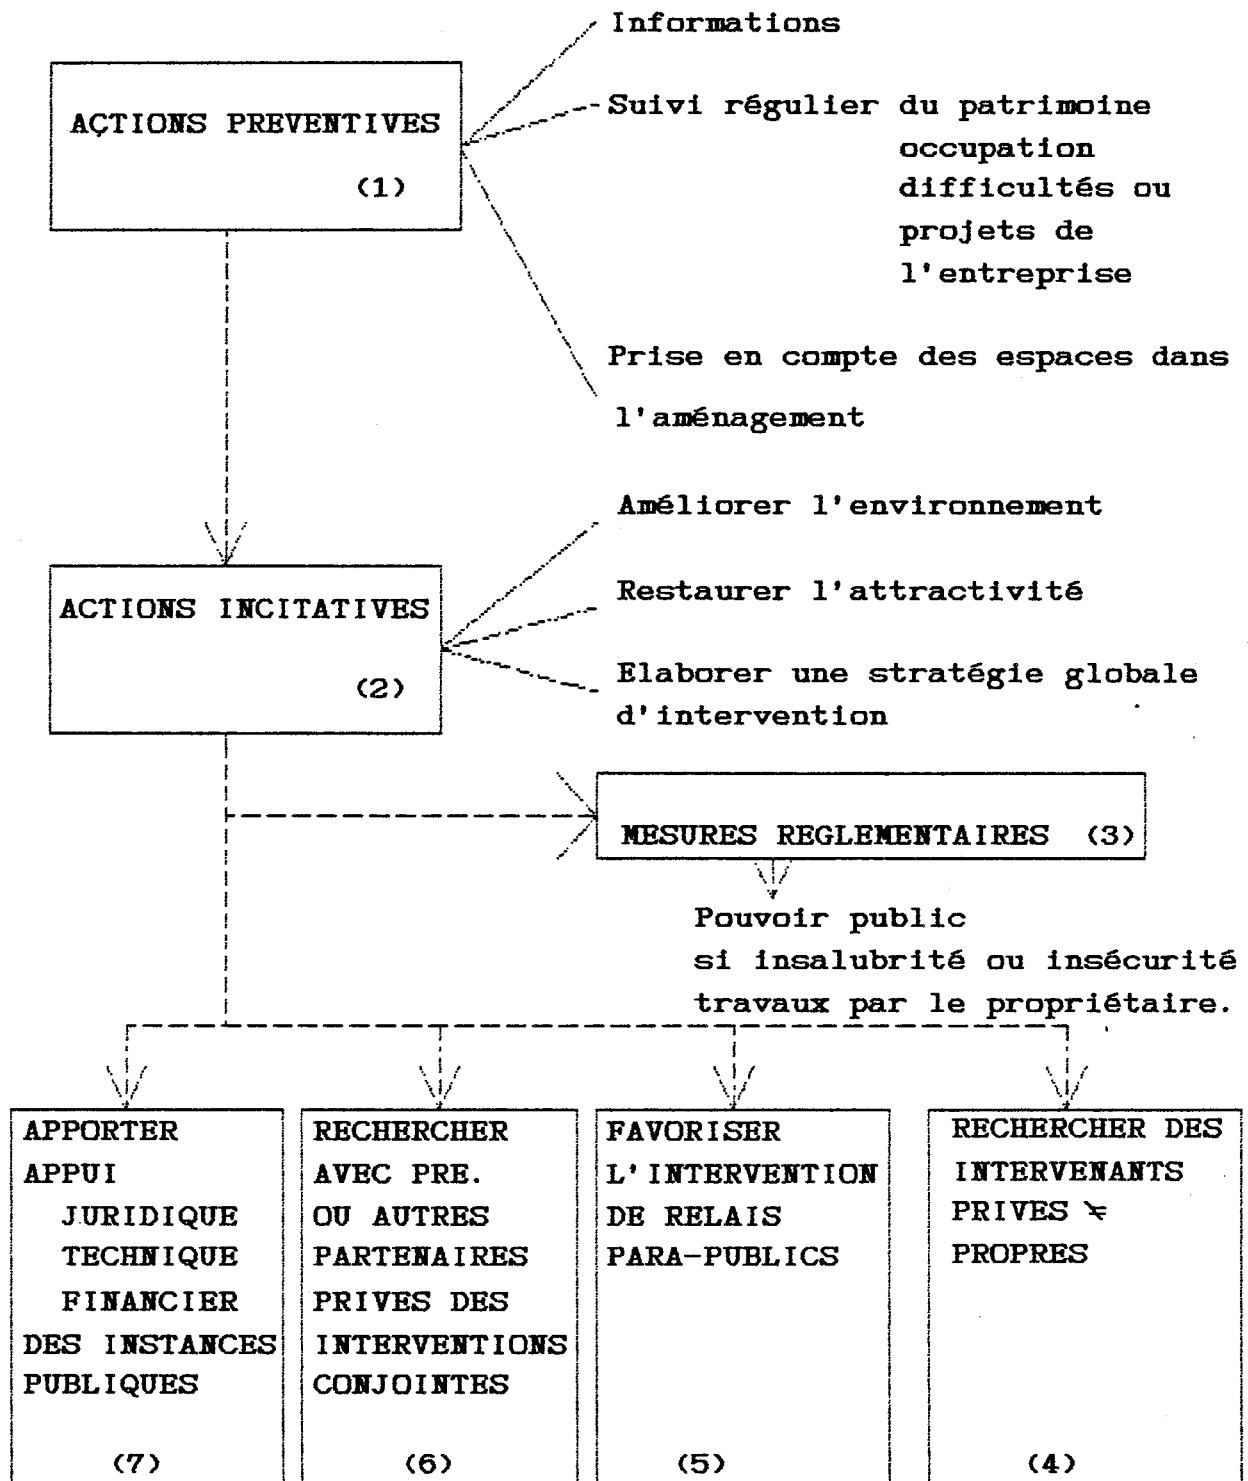 Informations
ACTIONS PREVENTIVES
(1)
Suivi régulier du patrimoine
occupation
difficultés ou
projets de
l'entreprise
Prise en compte des espaces dans
l'aménagement
ACTIONS INCITATIVES
(2)
Améliorer l'environnement
Restaurer l'attractivité
Elaborer une stratégie globale
d'intervention
MESURES REGLEMENTAIRES (3)
Pouvoir public
si insalubrité ou insécurité
travaux par le propriétaire.
APPORTER
APPUI
JURIDIQUE
TECHNIQUE
FINANCIER
DES INSTANCES
PUBLIQUES
(7)
RECHERCHER
AVEC PRE.
OU AUTRES
PARTENAIRES
PRIVES DES
INTERVENTIONS
CONJOINTES
(6)
FAVORISER
L'INTERVENTION
DE RELAIS
PARA-PUBLICS
(5)
RECHERCHER DES
INTERVENANTS
PRIVES
PROPRES
(4)